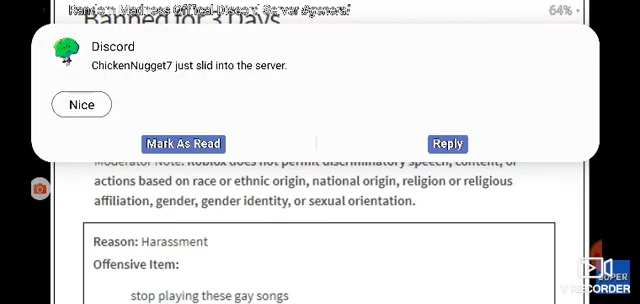 Random Madness Offical Discord Server #general
64%
Banned for 3 Days
Discord
ChickenNugget7 just slid into the server.
Nice
Mark As Read
Reply
Moderator Note: Roblox does not permit discriminatory speech, content, or
actions based on race or ethnic origin, national origin, religion or religious
affiliation, gender, gender identity, or sexual orientation.
Reason: Harassment
Offensive Item:
stop playing these gay songs
SUPER
RECORDER